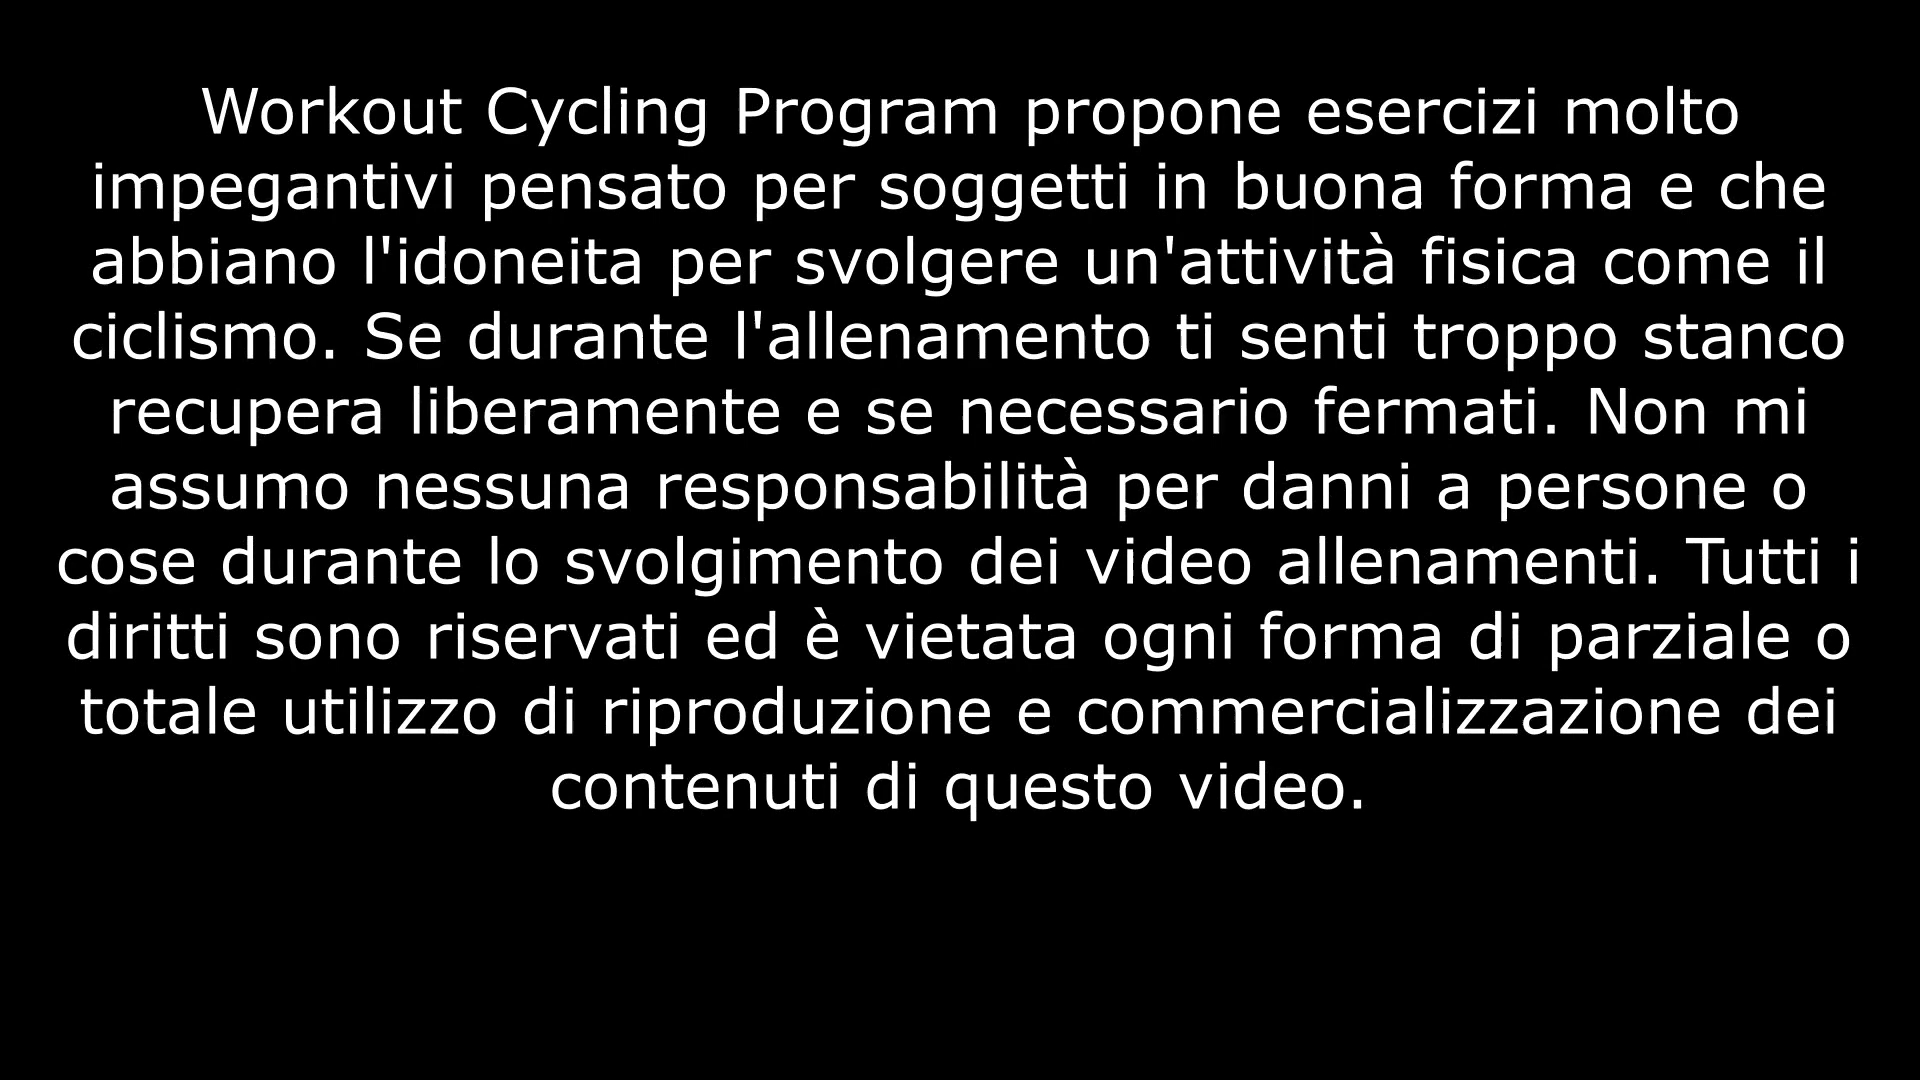 Workout Cycling Program propone esercizi molto
impegantivi pensato per soggetti in buona forma e che
abbiano l'idoneita per svolgere un'attività fisica come il
ciclismo. Se durante l'allenamento ti senti troppo stanco
recupera liberamente e se necessario fermati. Non mi
assumo nessuna responsabilità per danni a persone o
cose durante lo svolgimento dei video allenamenti. Tutti i
diritti sono riservati ed è vietata ogni forma di parziale o
totale utilizzo di riproduzione e commercializzazione dei
contenuti di questo video.